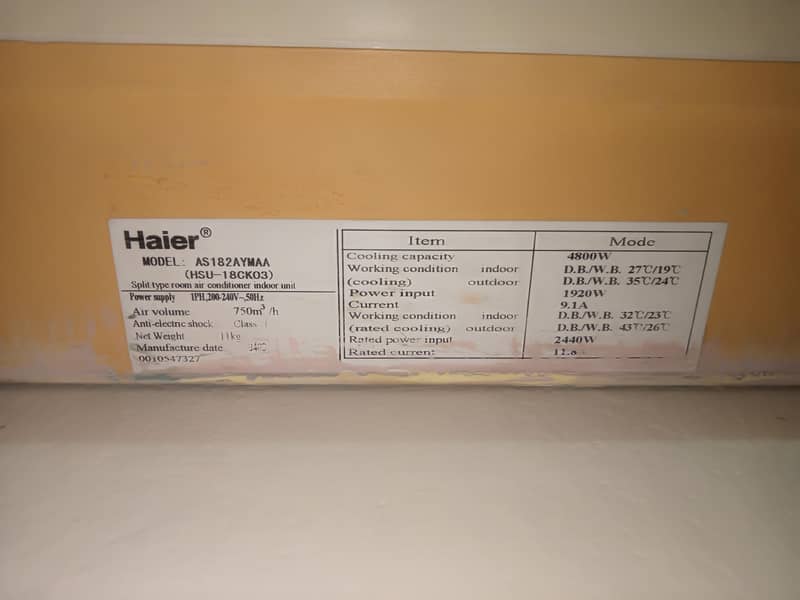 Haier®
MODEL: AS182AYMAA
(HSU-18CK03)
Split type room air conditioner indoor unit
Power supply 1PH,200-240V~,50Hz
Air volume 750m³/h
Anti-electric shock Class I
Net Weight 11kg
Manufacture date
0010547327
Item Mode
Cooling capacity 4800W
Working condition indoor D.B./W.B. 27℃/19℃
(cooling) outdoor D.B./W.B. 35℃/24℃
Power input 1920W
Current 9.1A
Working condition indoor D.B./W.B. 32℃/23℃
(rated cooling) outdoor D.B./W.B. 43℃/26℃
Rated power input 2440W
Rated current